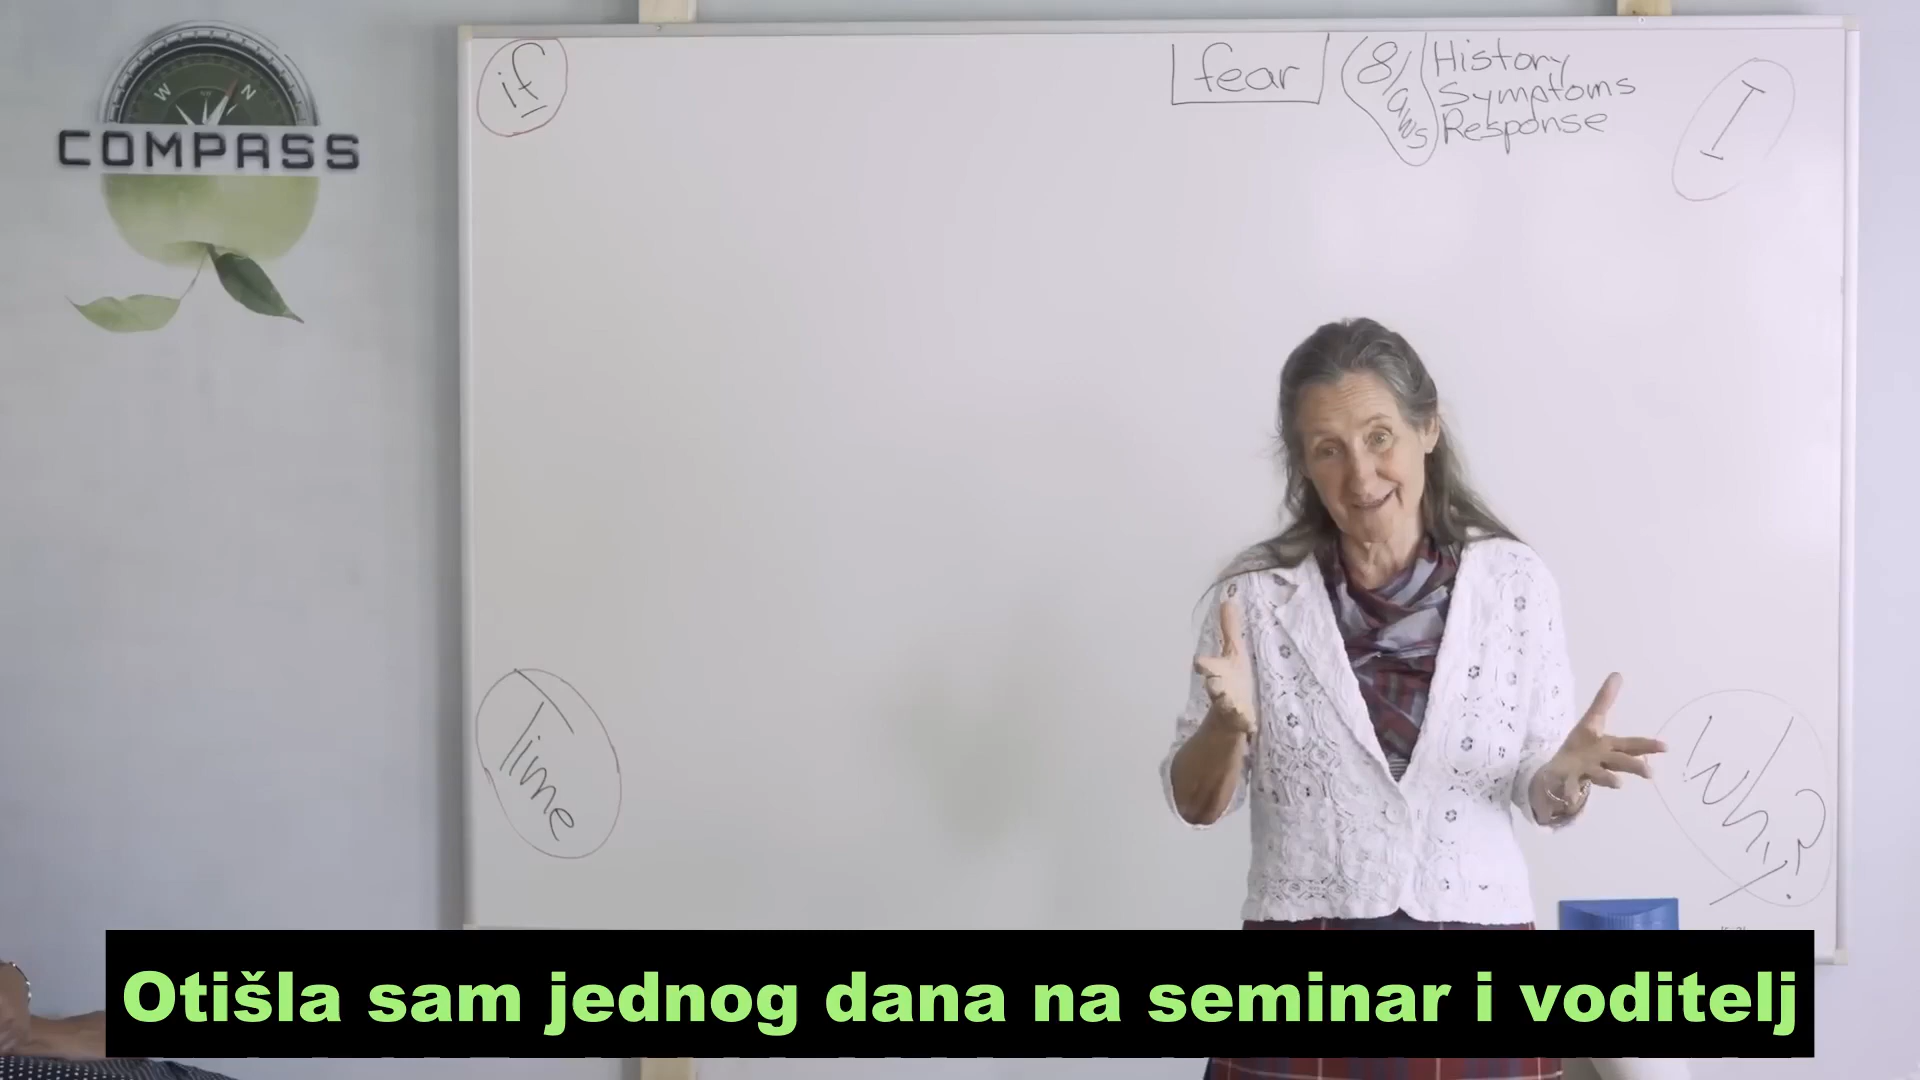 W N
COMPASS
if
fear
8 laws
History
Symptoms
Response
I
Time
Why?
Otišla sam jednog dana na seminar i voditelj